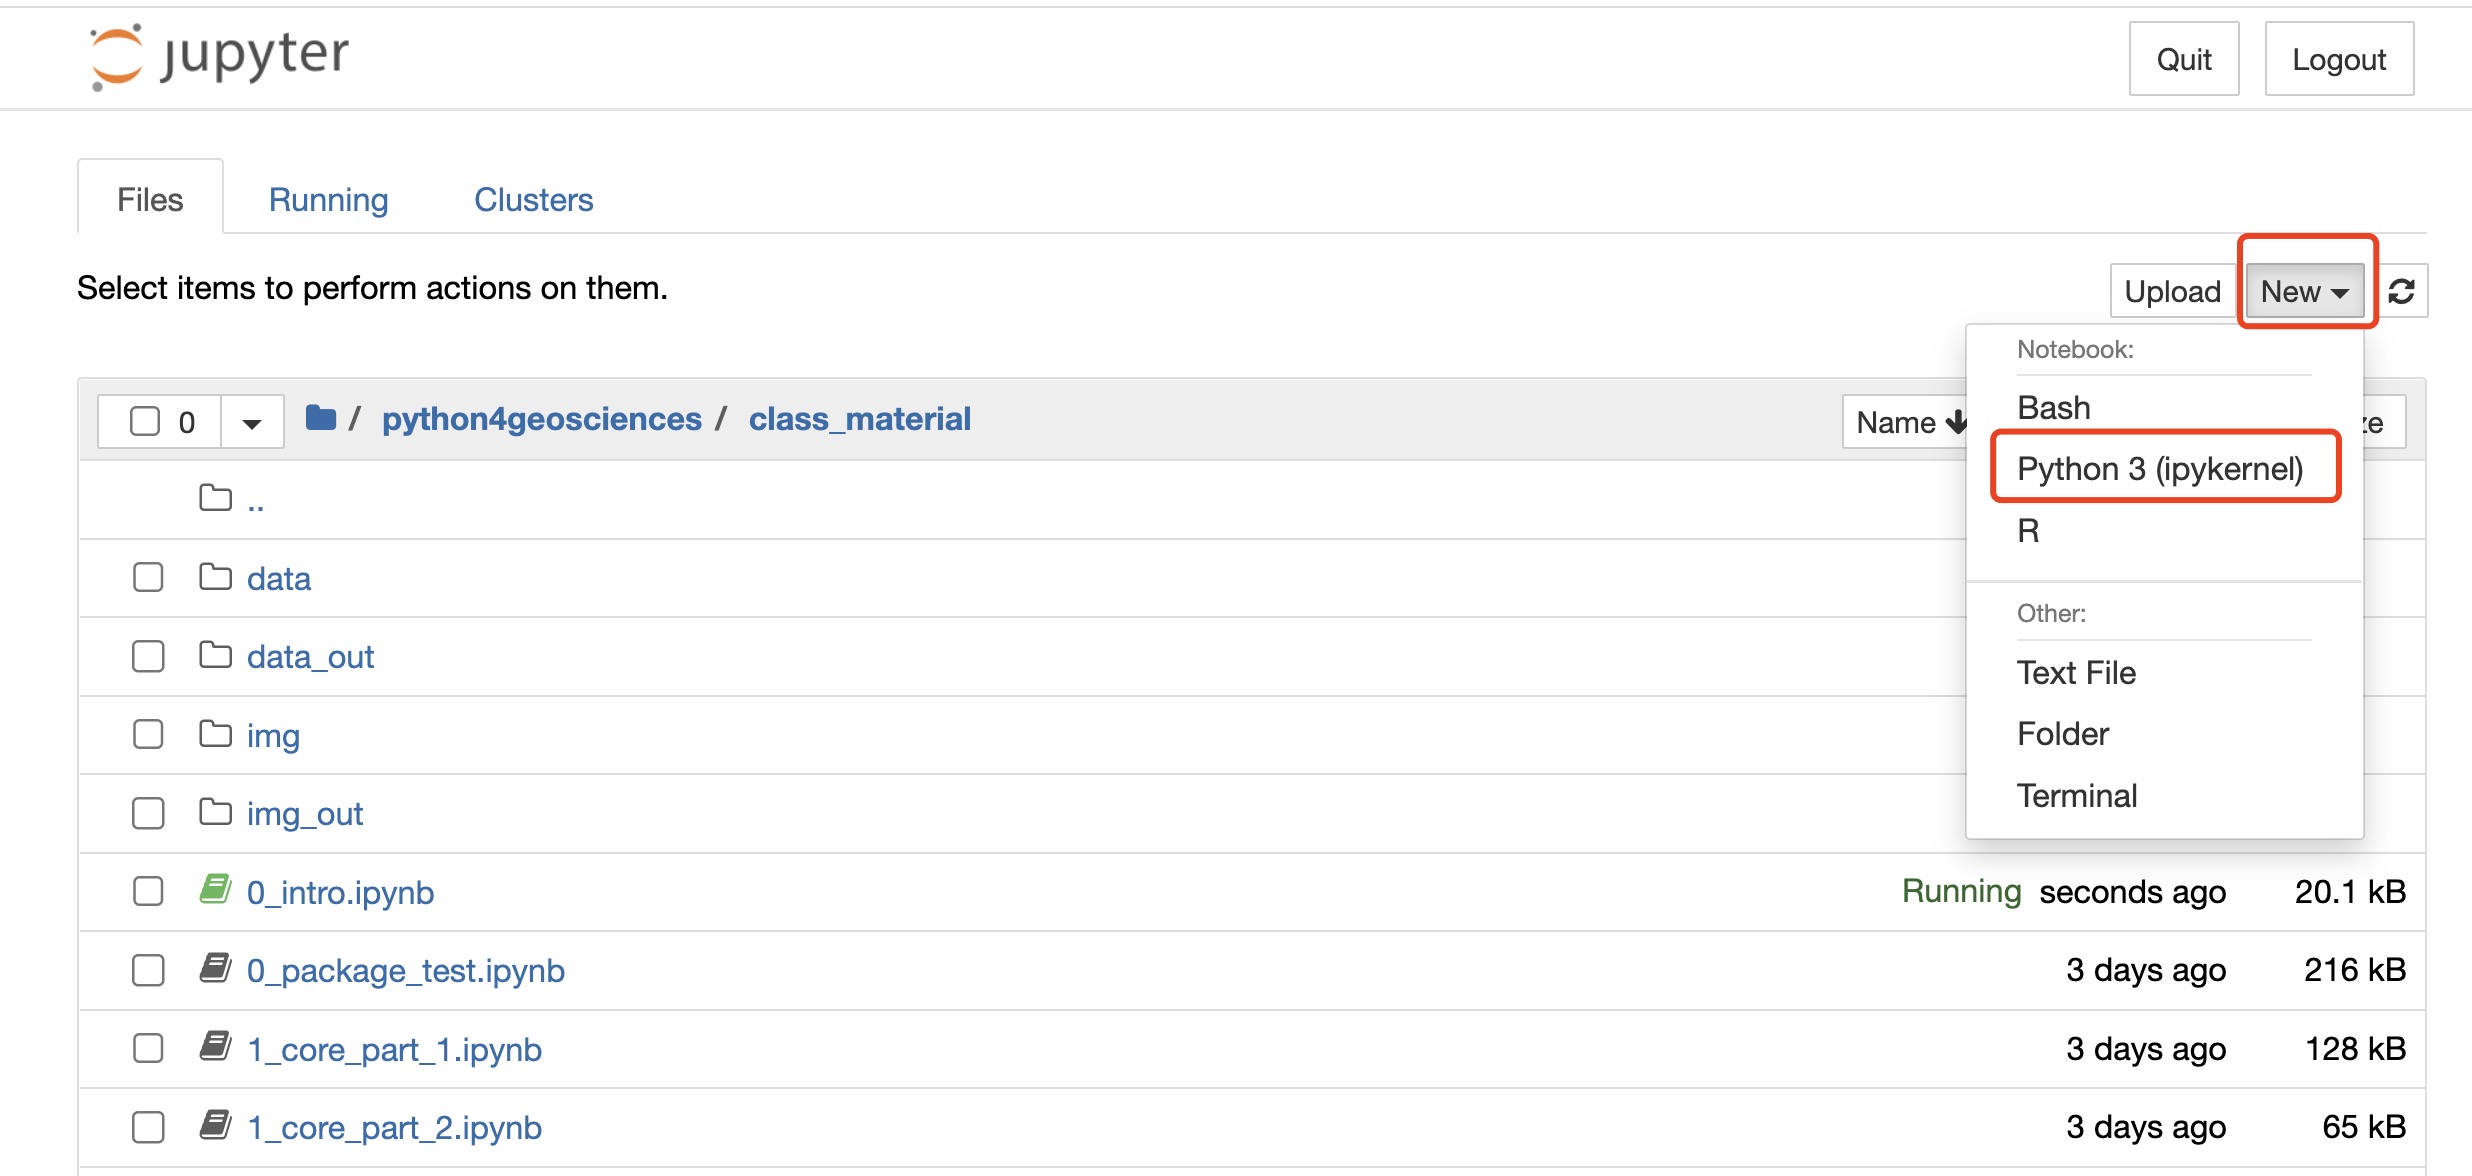 jupyter
Quit Logout
Files Running Clusters
Select items to perform actions on them.
Upload New
Notebook:
Bash
Python 3 (ipykernel)
R
Other:
Text File
Folder
Terminal
0 / python4geosciences / class_material
Name
..
data
data_out
img
img_out
0_intro.ipynb Running seconds ago 20.1 kB
0_package_test.ipynb 3 days ago 216 kB
1_core_part_1.ipynb 3 days ago 128 kB
1_core_part_2.ipynb 3 days ago 65 kB